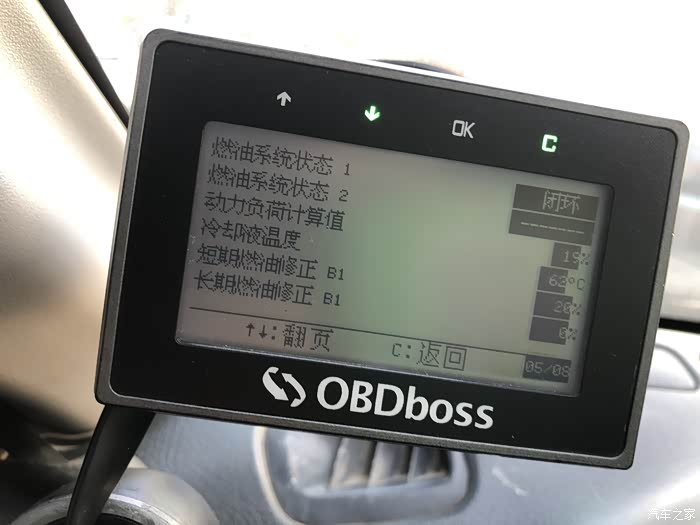 OK C
燃油系统状态 1 闭环
燃油系统状态 2 ------
动力负荷计算值 19%
冷却液温度 62°C
短期燃油修正 B1 20%
长期燃油修正 B1 0%
↑↓:翻页 C:返回 05/08
OBDboss
汽车之家